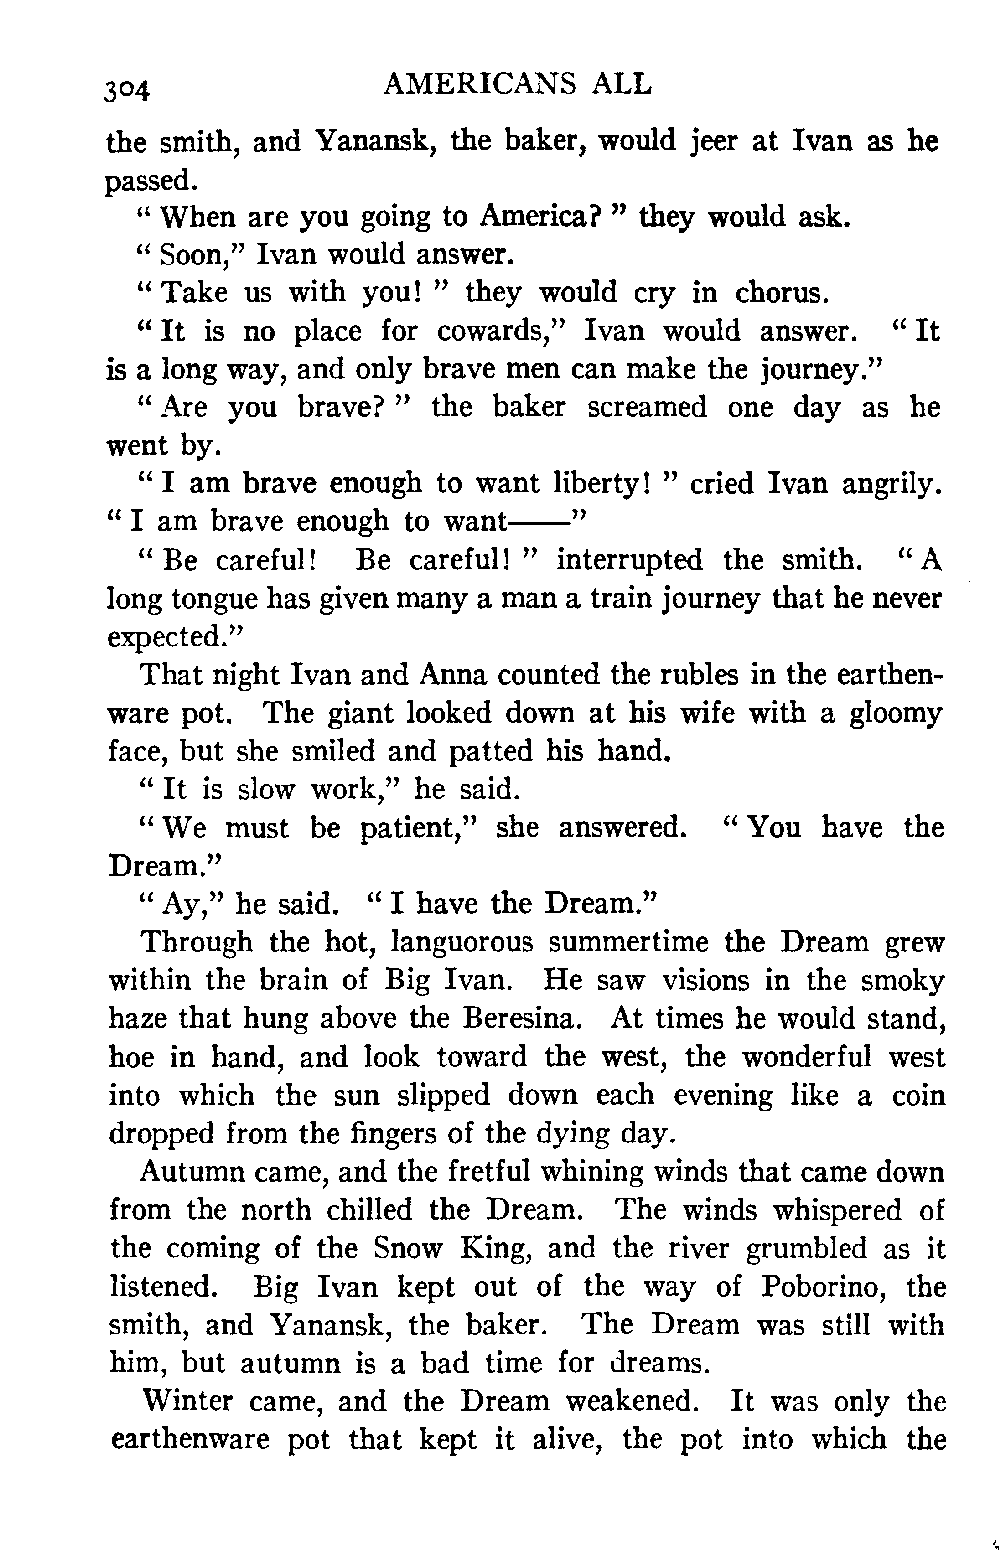 304 AMERICANS ALL
the smith, and Yanansk, the baker, would jeer at Ivan as he
passed.
“ When are you going to America? ” they would ask.
“ Soon,” Ivan would answer.
“ Take us with you! ” they would cry in chorus.
“ It is no place for cowards,” Ivan would answer. “ It
is a long way, and only brave men can make the journey.”
“ Are you brave? ” the baker screamed one day as he
went by.
“ I am brave enough to want liberty! ” cried Ivan angrily.
“ I am brave enough to want——”
“ Be careful! Be careful! ” interrupted the smith. “ A
long tongue has given many a man a train journey that he never
expected.”
That night Ivan and Anna counted the rubles in the earthen-
ware pot. The giant looked down at his wife with a gloomy
face, but she smiled and patted his hand.
“ It is slow work,” he said.
“ We must be patient,” she answered. “ You have the
Dream.”
“ Ay,” he said. “ I have the Dream.”
Through the hot, languorous summertime the Dream grew
within the brain of Big Ivan. He saw visions in the smoky
haze that hung above the Beresina. At times he would stand,
hoe in hand, and look toward the west, the wonderful west
into which the sun slipped down each evening like a coin
dropped from the fingers of the dying day.
Autumn came, and the fretful whining winds that came down
from the north chilled the Dream. The winds whispered of
the coming of the Snow King, and the river grumbled as it
listened. Big Ivan kept out of the way of Poborino, the
smith, and Yanansk, the baker. The Dream was still with
him, but autumn is a bad time for dreams.
Winter came, and the Dream weakened. It was only the
earthenware pot that kept it alive, the pot into which the